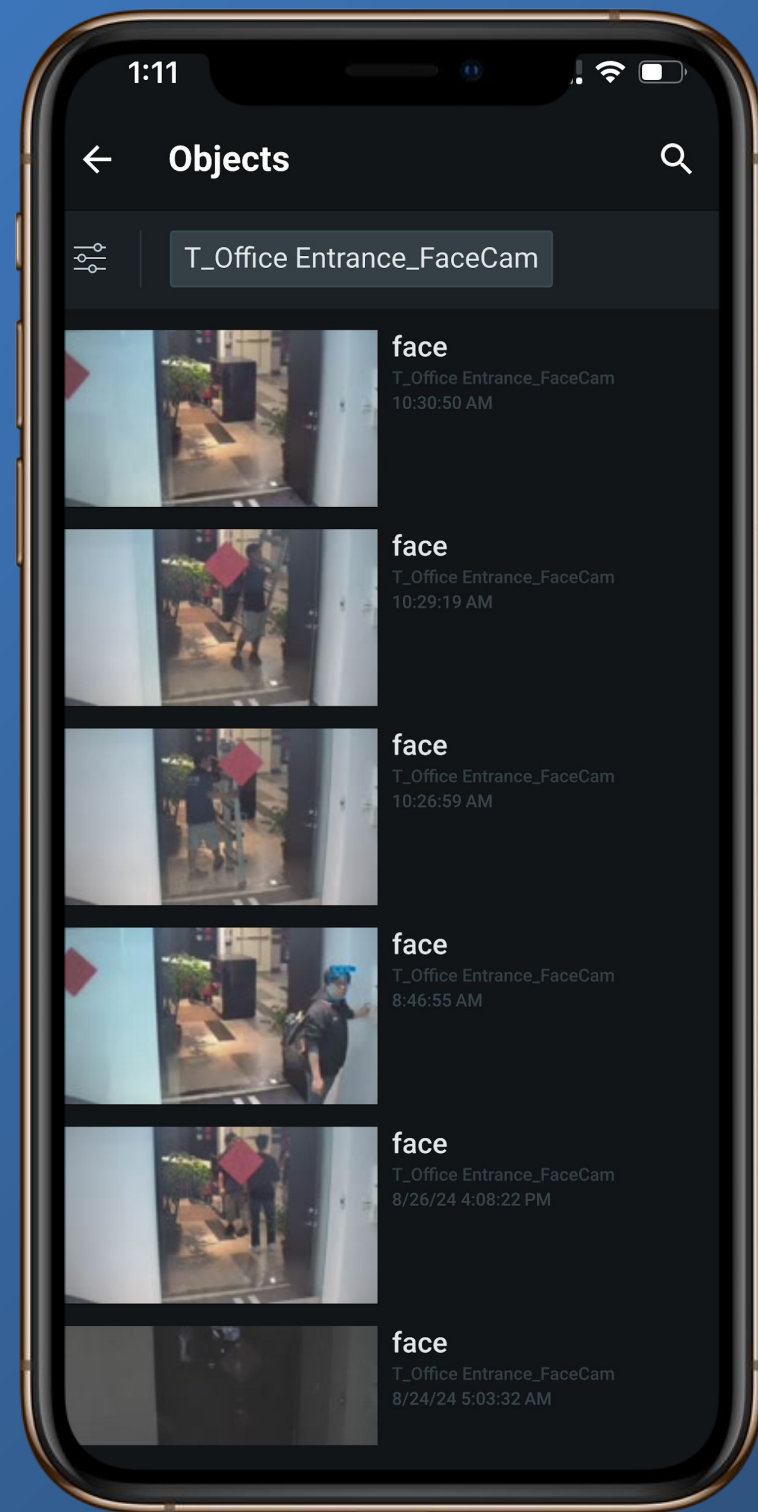 1:11
Objects
T_Office Entrance_FaceCam
face
T_Office Entrance_FaceCam
10:30:50 AM
face
T_Office Entrance_FaceCam
10:29:19 AM
face
T_Office Entrance_FaceCam
10:26:59 AM
face
T_Office Entrance_FaceCam
8:46:55 AM
face
T_Office Entrance_FaceCam
8/26/24 4:08:22 PM
face
T_Office Entrance_FaceCam
8/24/24 5:03:32 AM